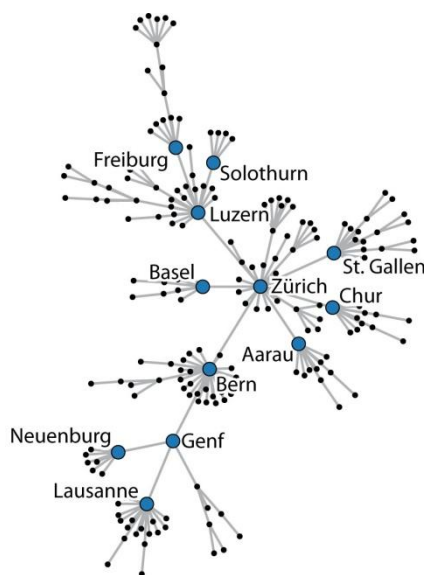 Freiburg
Solothurn
Luzern
St. Gallen
Basel
Zürich
Chur
Aarau
Bern
Neuenburg
Genf
Lausanne